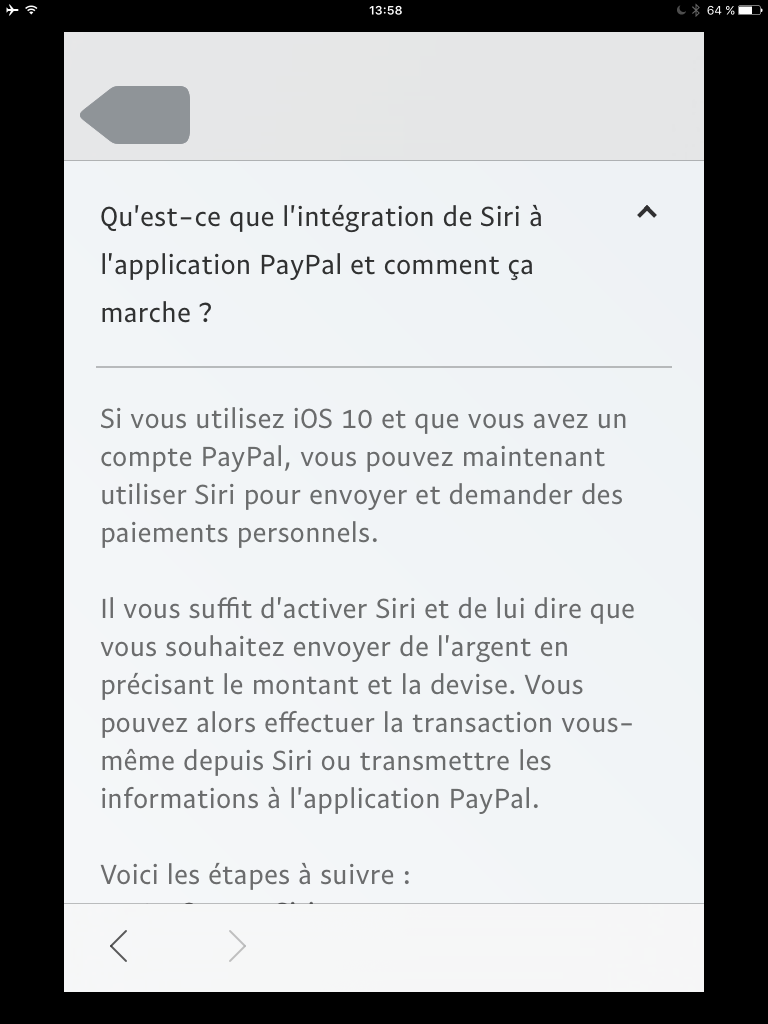 13:58
64 %
Qu'est-ce que l'intégration de Siri à
l'application PayPal et comment ça
marche ?
Si vous utilisez iOS 10 et que vous avez un
compte PayPal, vous pouvez maintenant
utiliser Siri pour envoyer et demander des
paiements personnels.
Il vous suffit d'activer Siri et de lui dire que
vous souhaitez envoyer de l'argent en
précisant le montant et la devise. Vous
pouvez alors effectuer la transaction vous-
même depuis Siri ou transmettre les
informations à l'application PayPal.
Voici les étapes à suivre :